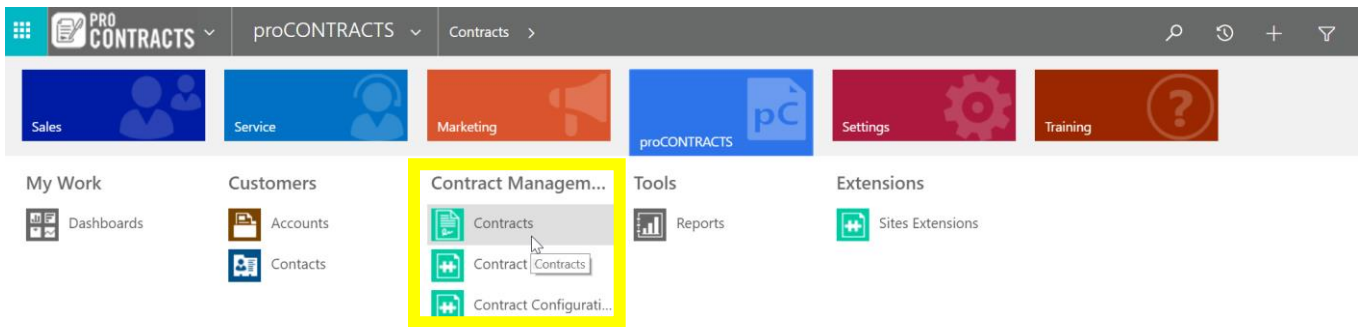 PRO
CONTRACTS
proCONTRACTS
Contracts >
Sales
Service
Marketing
pC
proCONTRACTS
Settings
?
Training
My Work
Customers
Contract Managem...
Tools
Extensions
Dashboards
Accounts
Contracts
Reports
Sites Extensions
Contacts
Contract
Contracts
Contract Configurati...